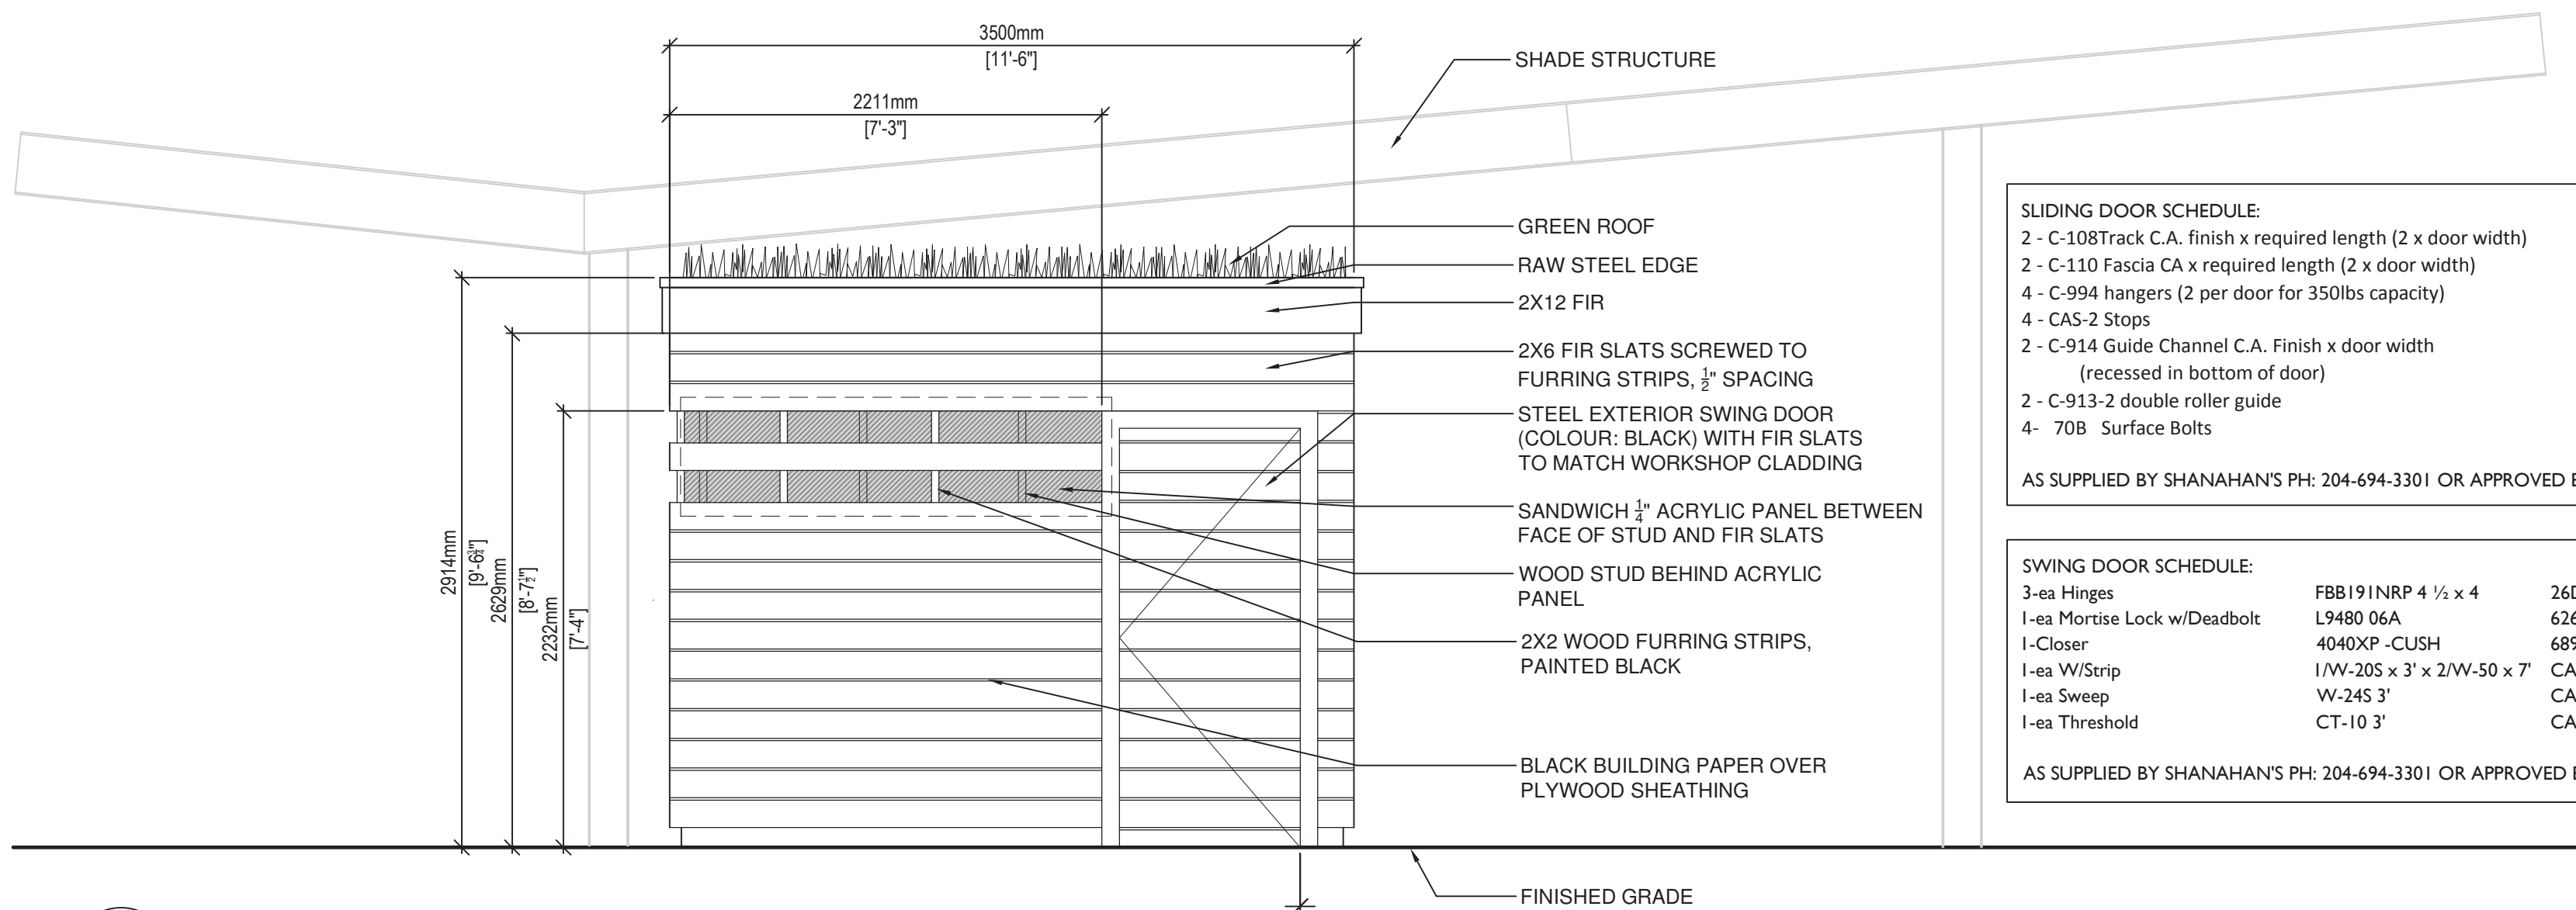 3500mm
[11'-6"]
2211mm
[7'-3"]
2914mm
[9'-6¾"]
2629mm
[8'-7½"]
2232mm
[7'-4"]
SHADE STRUCTURE
GREEN ROOF
RAW STEEL EDGE
2X12 FIR
2X6 FIR SLATS SCREWED TO
FURRING STRIPS, ½" SPACING
STEEL EXTERIOR SWING DOOR
(COLOUR: BLACK) WITH FIR SLATS
TO MATCH WORKSHOP CLADDING
SANDWICH ¼" ACRYLIC PANEL BETWEEN
FACE OF STUD AND FIR SLATS
WOOD STUD BEHIND ACRYLIC
PANEL
2X2 WOOD FURRING STRIPS,
PAINTED BLACK
BLACK BUILDING PAPER OVER
PLYWOOD SHEATHING
FINISHED GRADE
SLIDING DOOR SCHEDULE:
2 - C-108Track C.A. finish x required length (2 x door width)
2 - C-110 Fascia CA x required length (2 x door width)
4 - C-994 hangers (2 per door for 350lbs capacity)
4 - CAS-2 Stops
2 - C-914 Guide Channel C.A. Finish x door width
(recessed in bottom of door)
2 - C-913-2 double roller guide
4- 70B Surface Bolts
AS SUPPLIED BY SHANAHAN'S PH: 204-694-3301 OR APPROVED
SWING DOOR SCHEDULE:
3-ea Hinges FBB191NRP 4 ½ x 4 26D
1-ea Mortise Lock w/Deadbolt L9480 06A 626
1-Closer 4040XP -CUSH 689
1-ea W/Strip 1/W-20S x 3' x 2/W-50 x 7' CA
1-ea Sweep W-24S 3' CA
1-ea Threshold CT-10 3' CA
AS SUPPLIED BY SHANAHAN'S PH: 204-694-3301 OR APPROVED